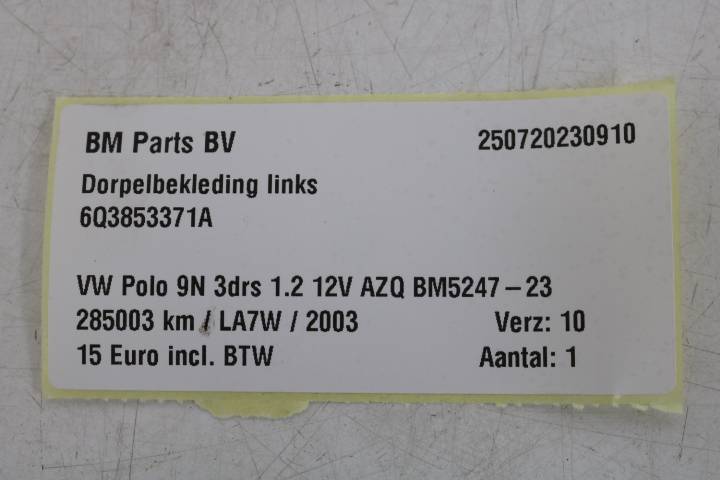 BM Parts BV 250720230910
Dorpelbekleding links
6Q3853371A
VW Polo 9N 3drs 1.2 12V AZQ BM5247-23
285003 km / LA7W / 2003 Verz: 10
15 Euro incl. BTW Aantal: 1